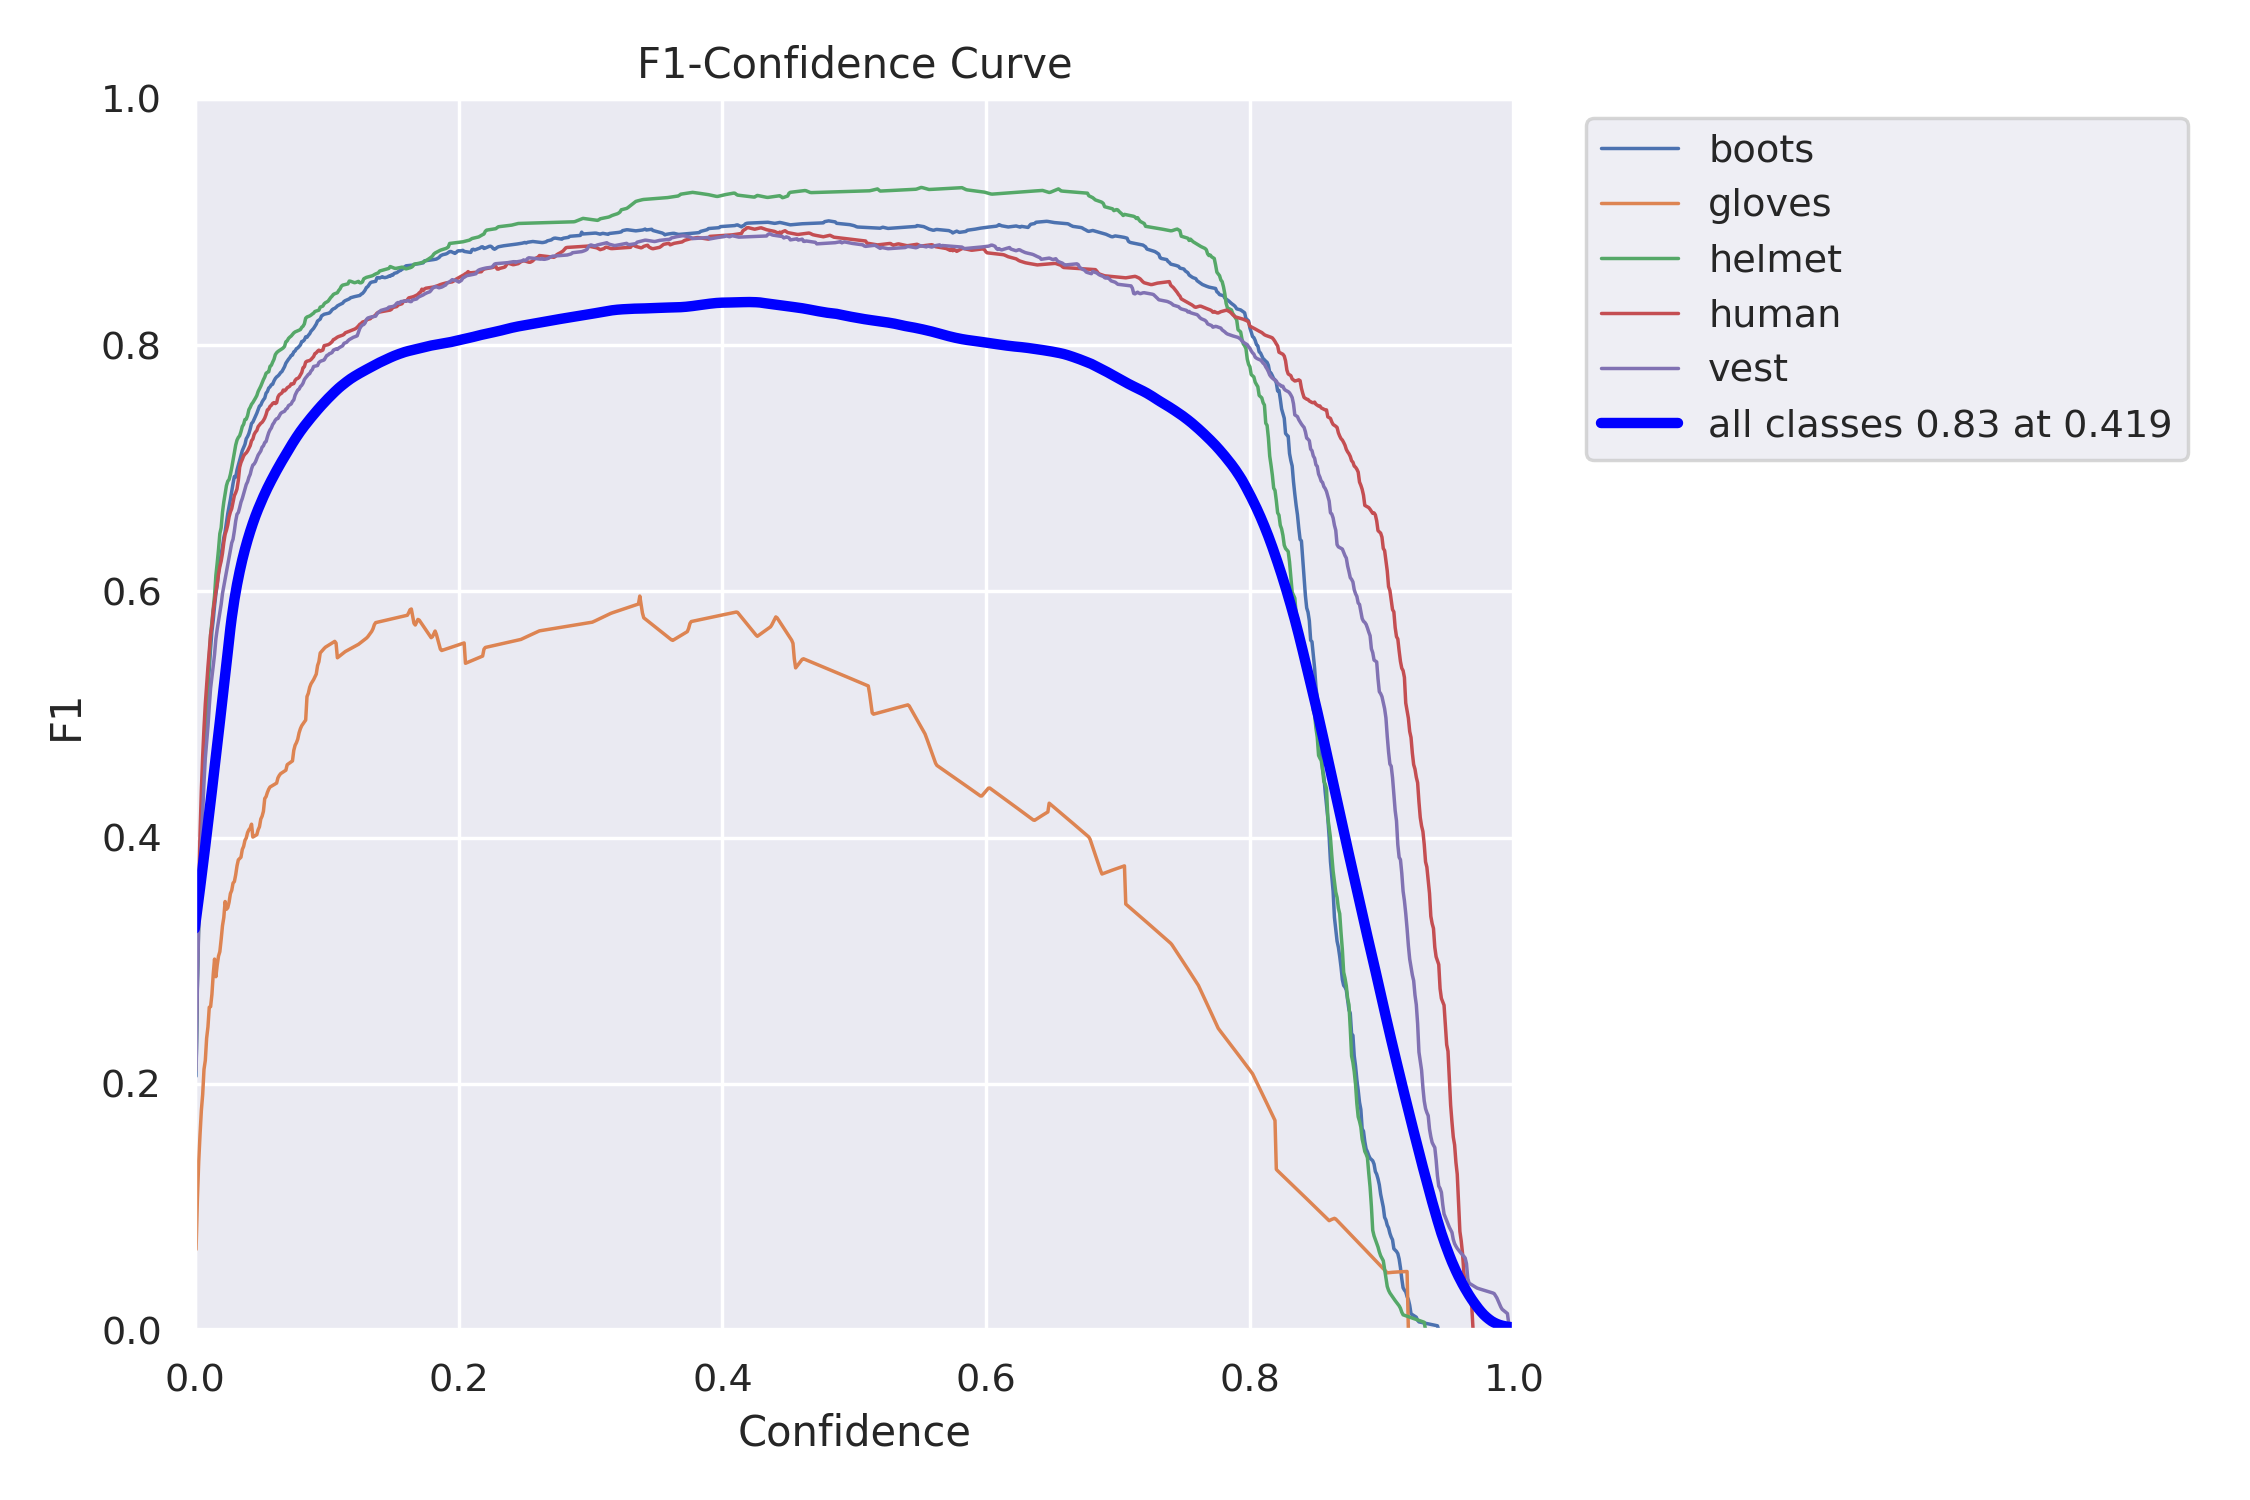 F1-Confidence Curve
1.0
0.8
0.6
0.4
0.2
0.0
F1
0.0 0.2 0.4 0.6 0.8 1.0
Confidence
boots
gloves
helmet
human
vest
all classes 0.83 at 0.419